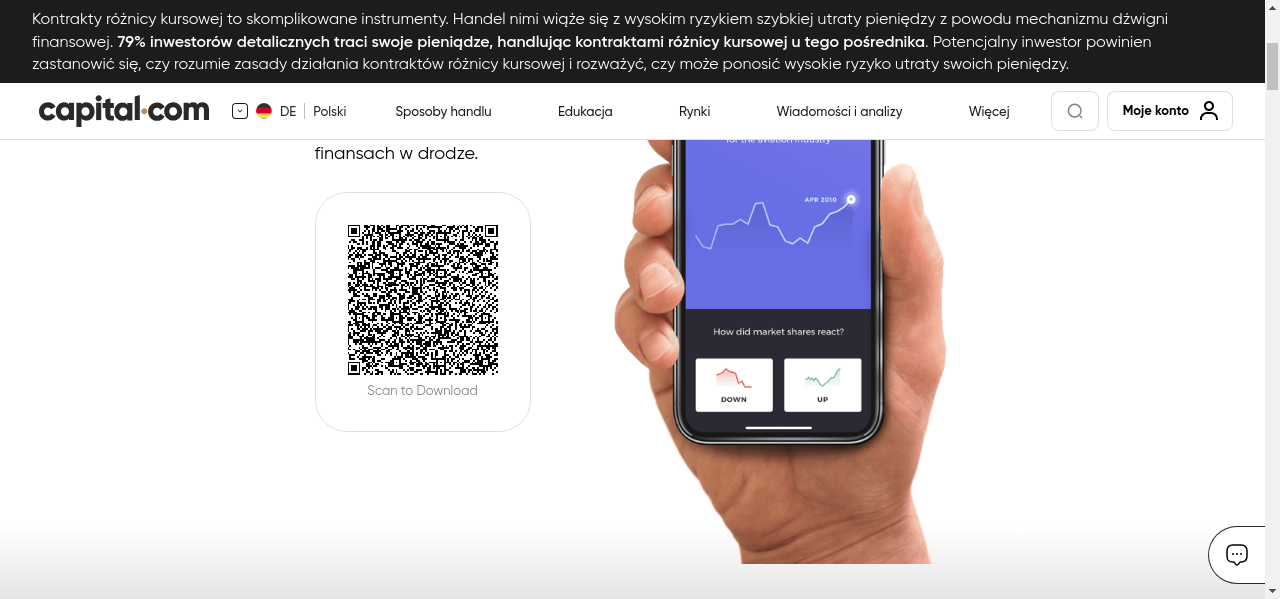 Kontrakty różnicy kursowej to skomplikowane instrumenty. Handel nimi wiąże się z wysokim ryzykiem szybkiej utraty pieniędzy z powodu mechanizmu dźwigni
finansowej. 79% inwestorów detalicznych traci swoje pieniądze, handlując kontraktami różnicy kursowej u tego pośrednika. Potencjalny inwestor powinien
zastanowić się, czy rozumie zasady działania kontraktów różnicy kursowej i rozważyć, czy może ponosić wysokie ryzyko utraty swoich pieniędzy.
capital.com DE Polski Sposoby handlu Edukacja Rynki Wiadomości i analizy Więcej Moje konto
finansach w drodze.
for the aviation industry
APR 2010
How did market shares react?
DOWN UP
Scan to Download